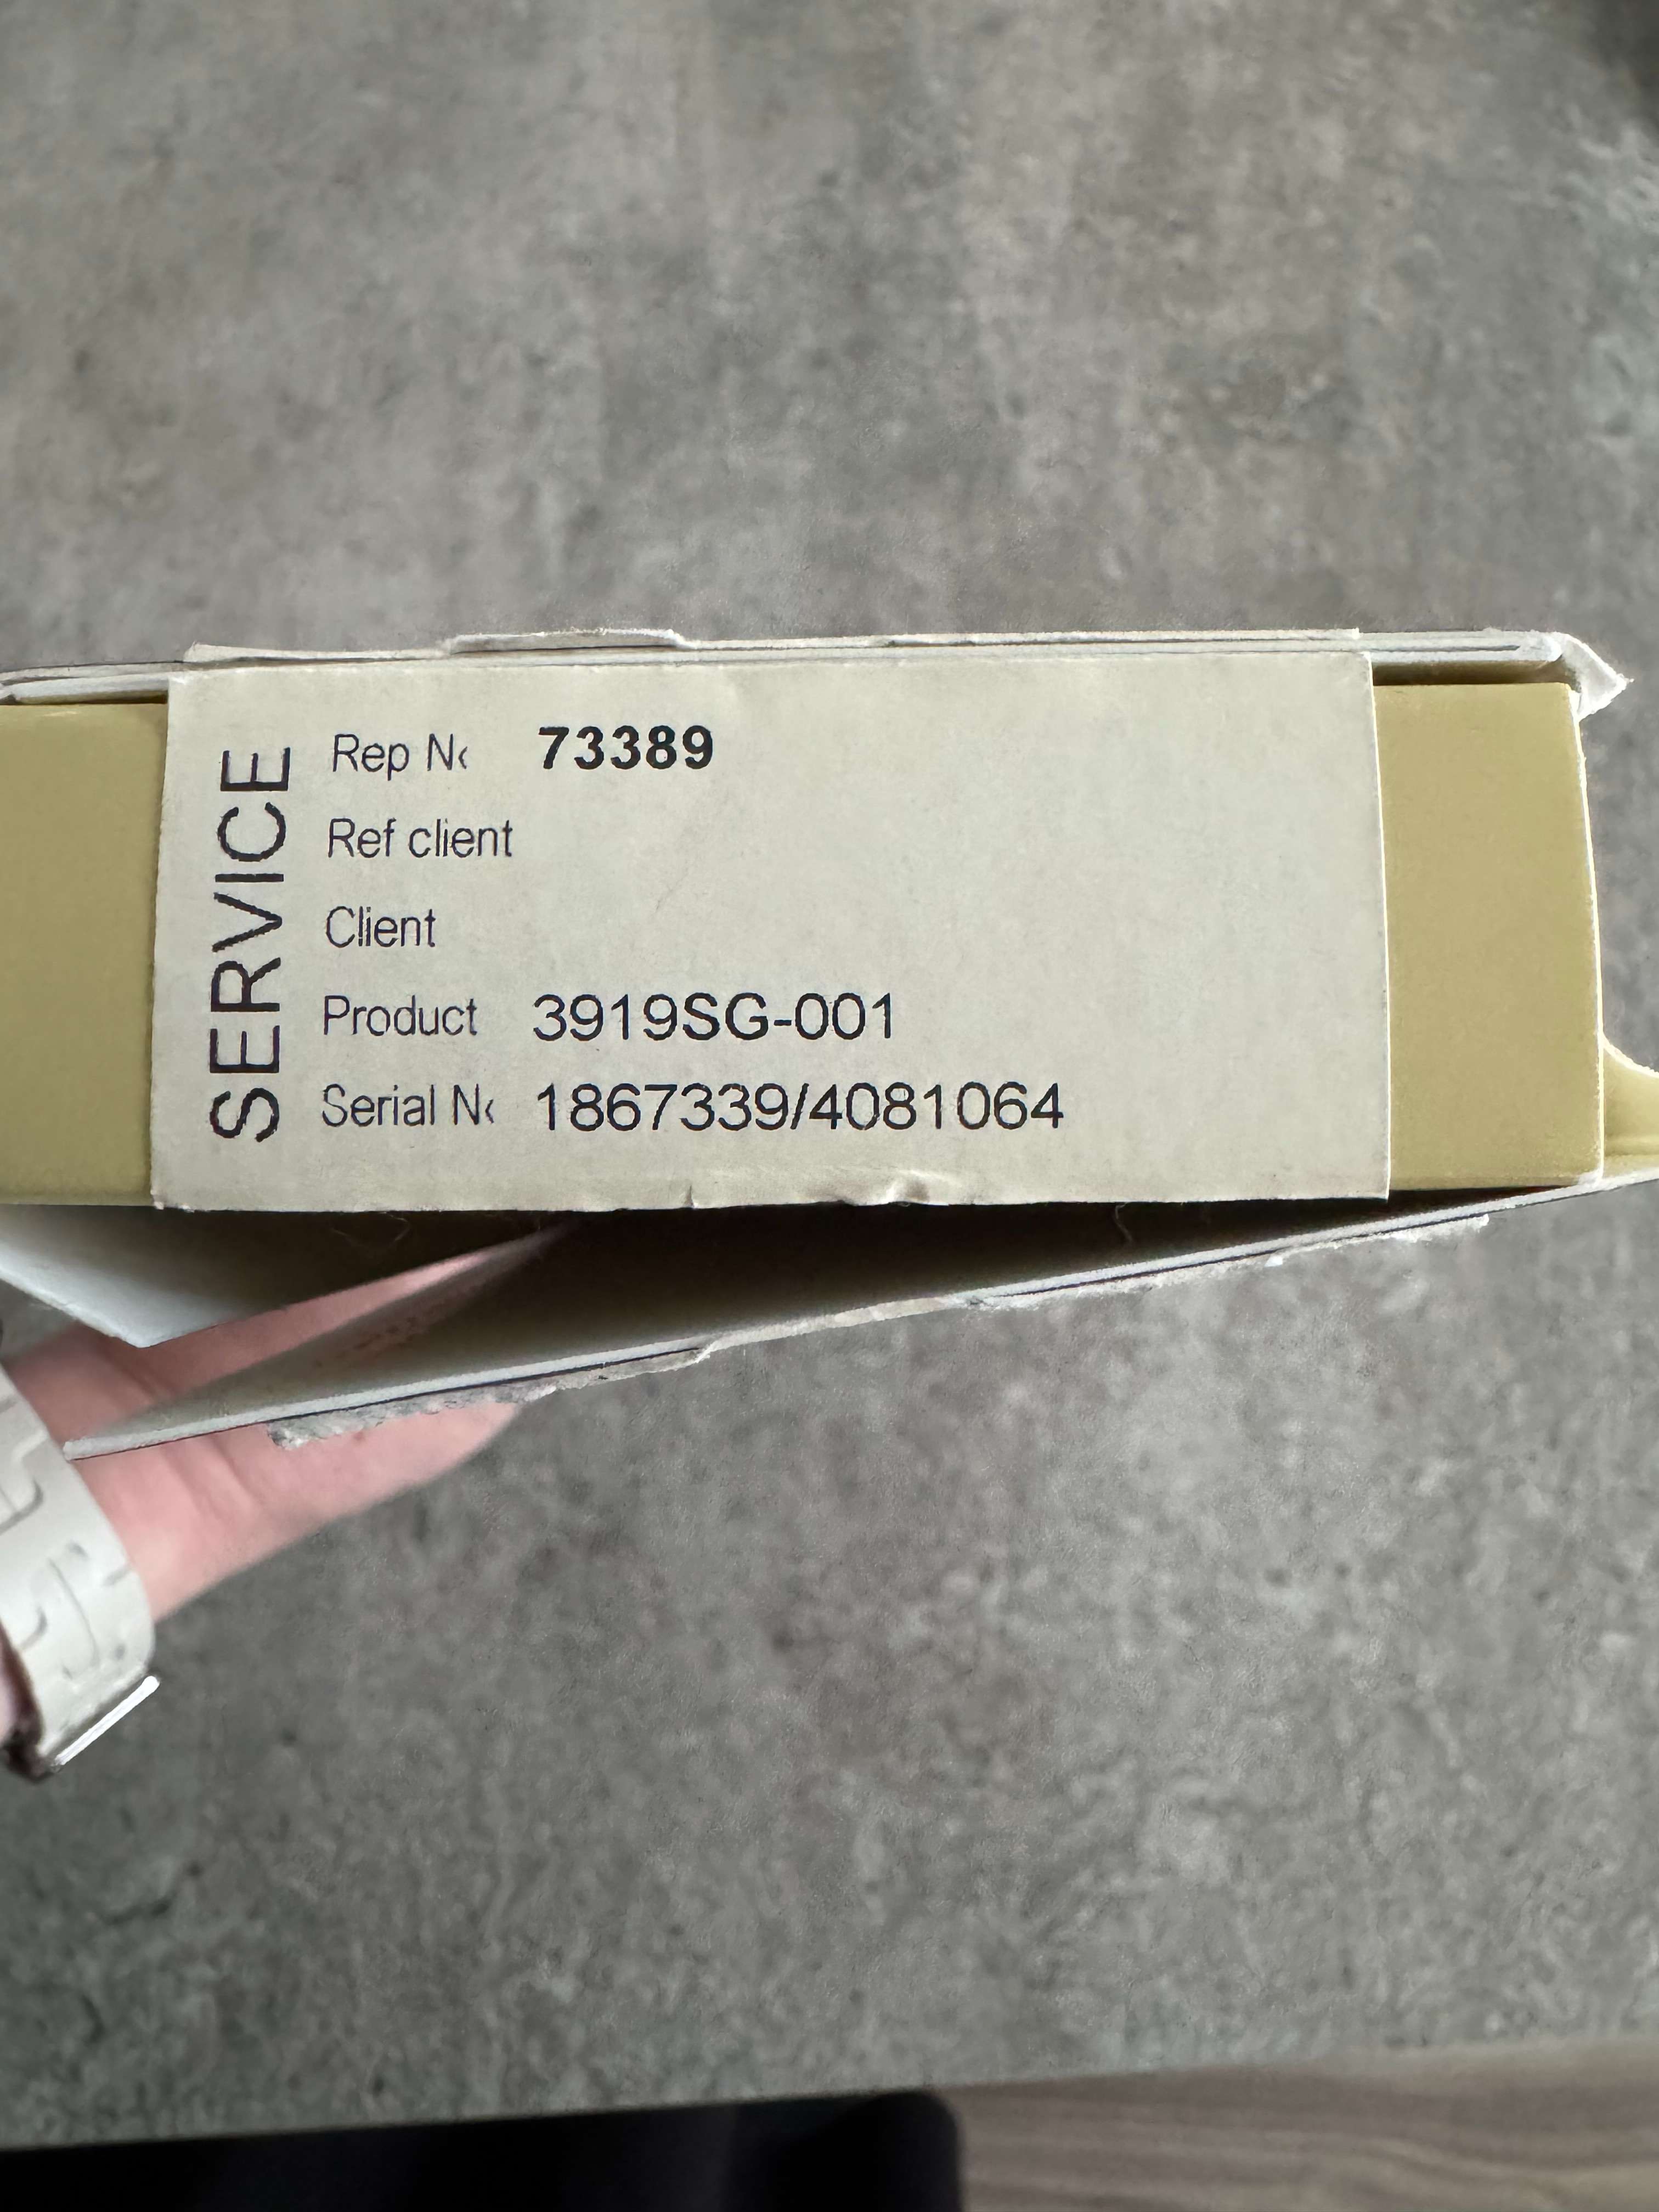 SERVICE
Rep N‹ 73389
Ref client
Client
Product 3919SG-001
Serial N‹ 1867339/4081064